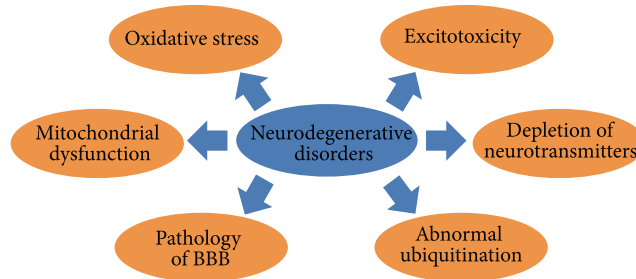 Oxidative stress
Excitotoxicity
Mitochondrial
dysfunction
Neurodegenerative
disorders
Depletion of
neurotransmitters
Pathology
of BBB
Abnormal
ubiquitination